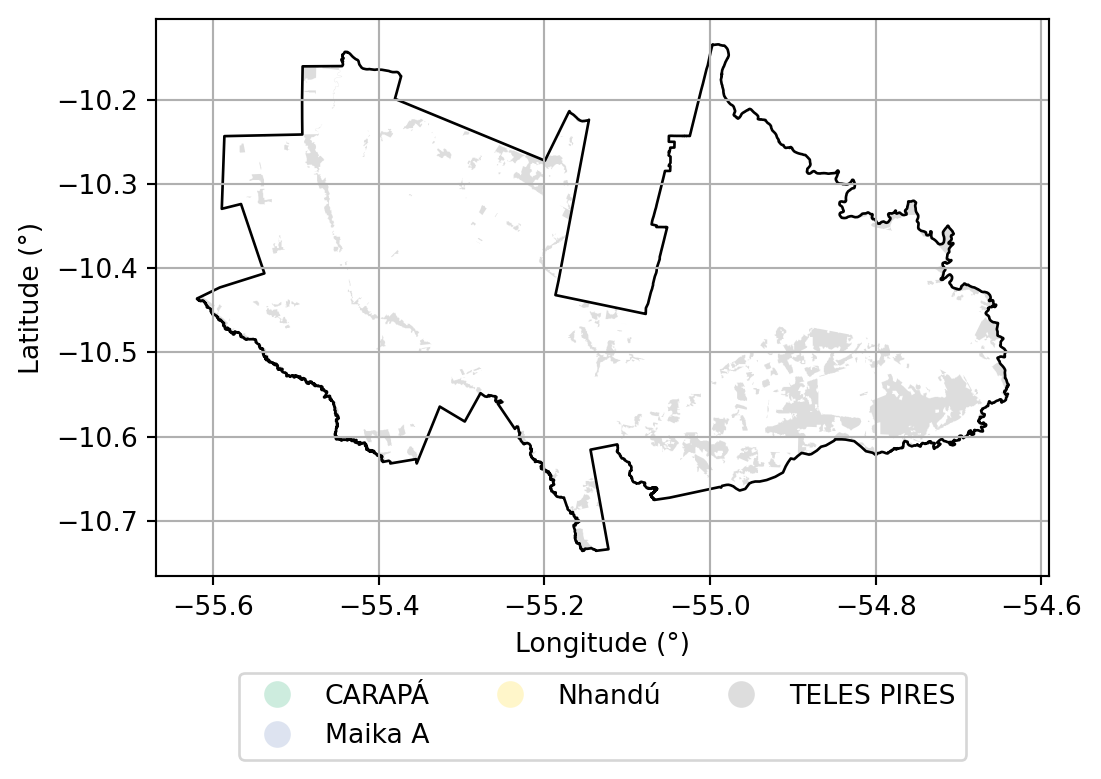 −10.2
−10.3
−10.4
−10.5
−10.6
−10.7
Latitude (°)
−55.6 −55.4 −55.2 −55.0 −54.8 −54.6
Longitude (°)
CARAPÁ Nhandú TELES PIRES
Maika A